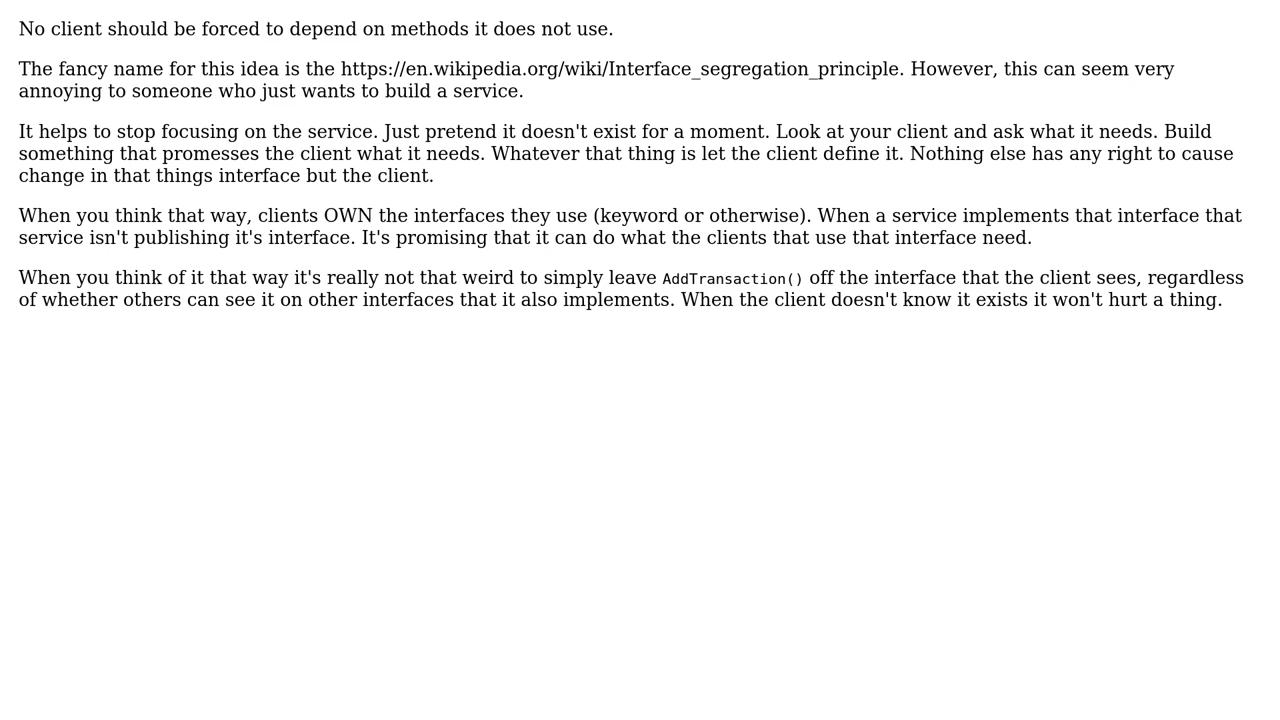 No client should be forced to depend on methods it does not use.
The fancy name for this idea is the https://en.wikipedia.org/wiki/Interface_segregation_principle. However, this can seem very
annoying to someone who just wants to build a service.
It helps to stop focusing on the service. Just pretend it doesn't exist for a moment. Look at your client and ask what it needs. Build
something that promesses the client what it needs. Whatever that thing is let the client define it. Nothing else has any right to cause
change in that things interface but the client.
When you think that way, clients OWN the interfaces they use (keyword or otherwise). When a service implements that interface that
service isn't publishing it's interface. It's promising that it can do what the clients that use that interface need.
When you think of it that way it's really not that weird to simply leave AddTransaction() off the interface that the client sees, regardless
of whether others can see it on other interfaces that it also implements. When the client doesn't know it exists it won't hurt a thing.